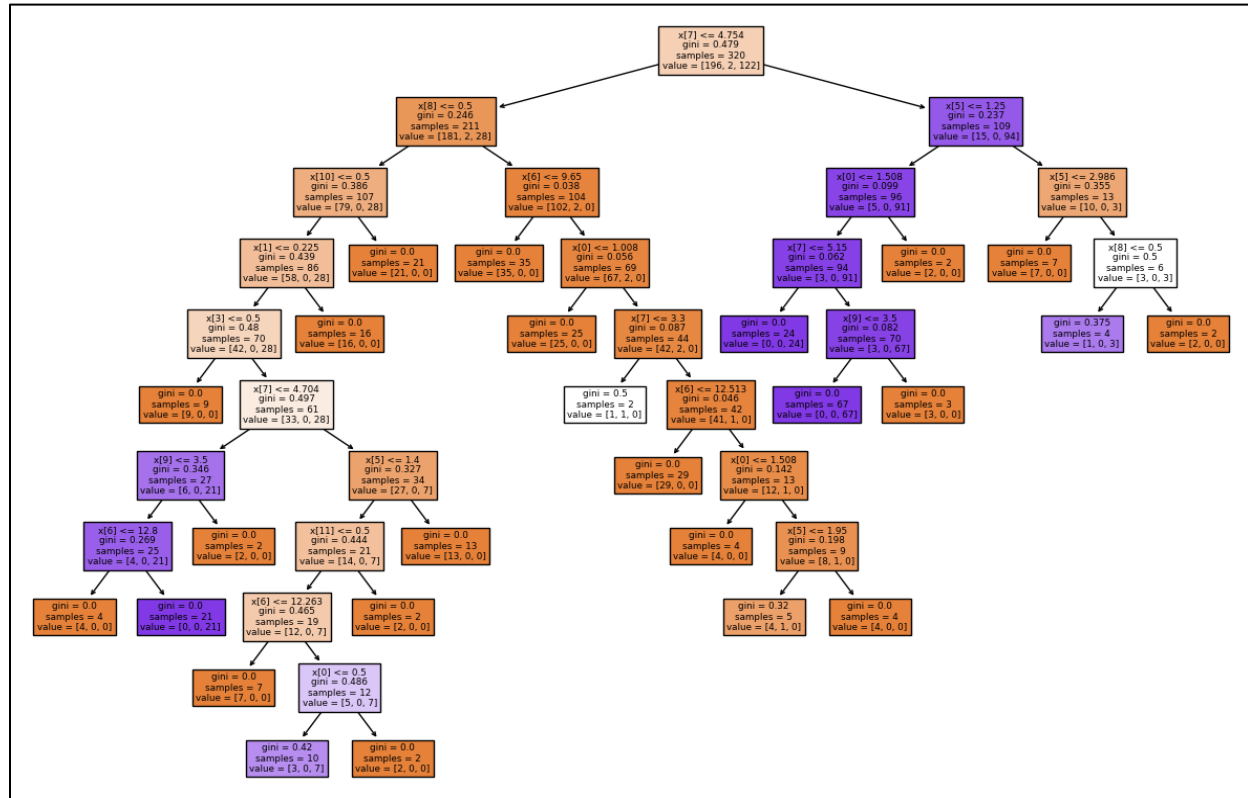 x[7] <= 4.754
gini = 0.479
samples = 320
value = [196, 2, 122]
x[8] <= 0.5
gini = 0.246
samples = 211
value = [181, 2, 28]
x[5] <= 1.25
gini = 0.237
samples = 109
value = [15, 0, 94]
x[10] <= 0.5
gini = 0.386
samples = 107
value = [79, 0, 28]
x[6] <= 9.65
gini = 0.038
samples = 104
value = [102, 2, 0]
x[0] <= 1.508
gini = 0.099
samples = 96
value = [5, 0, 91]
x[5] <= 2.986
gini = 0.355
samples = 13
value = [10, 0, 3]
x[1] <= 0.225
gini = 0.439
samples = 86
value = [58, 0, 28]
gini = 0.0
samples = 21
value = [21, 0, 0]
gini = 0.0
samples = 35
value = [35, 0, 0]
x[0] <= 1.008
gini = 0.056
samples = 69
value = [67, 2, 0]
x[7] <= 5.15
gini = 0.062
samples = 94
value = [3, 0, 91]
gini = 0.0
samples = 2
value = [2, 0, 0]
gini = 0.0
samples = 7
value = [7, 0, 0]
x[8] <= 0.5
gini = 0.5
samples = 6
value = [3, 0, 3]
x[3] <= 0.5
gini = 0.48
samples = 70
value = [42, 0, 28]
gini = 0.0
samples = 16
value = [16, 0, 0]
gini = 0.0
samples = 25
value = [25, 0, 0]
x[7] <= 3.3
gini = 0.087
samples = 44
value = [42, 2, 0]
gini = 0.0
samples = 24
value = [0, 0, 24]
x[9] <= 3.5
gini = 0.082
samples = 70
value = [3, 0, 67]
gini = 0.375
samples = 4
value = [1, 0, 3]
gini = 0.0
samples = 2
value = [2, 0, 0]
gini = 0.0
samples = 9
value = [9, 0, 0]
x[7] <= 4.704
gini = 0.497
samples = 61
value = [33, 0, 28]
gini = 0.5
samples = 2
value = [1, 1, 0]
x[6] <= 12.513
gini = 0.046
samples = 42
value = [41, 1, 0]
gini = 0.0
samples = 67
value = [0, 0, 67]
gini = 0.0
samples = 3
value = [3, 0, 0]
x[9] <= 3.5
gini = 0.346
samples = 27
value = [6, 0, 21]
x[5] <= 1.4
gini = 0.327
samples = 34
value = [27, 0, 7]
gini = 0.0
samples = 29
value = [29, 0, 0]
x[0] <= 1.508
gini = 0.142
samples = 13
value = [12, 1, 0]
x[6] <= 12.8
gini = 0.269
samples = 25
value = [4, 0, 21]
gini = 0.0
samples = 2
value = [2, 0, 0]
x[11] <= 0.5
gini = 0.444
samples = 21
value = [14, 0, 7]
gini = 0.0
samples = 13
value = [13, 0, 0]
gini = 0.0
samples = 4
value = [4, 0, 0]
x[5] <= 1.95
gini = 0.198
samples = 9
value = [8, 1, 0]
gini = 0.0
samples = 4
value = [4, 0, 0]
gini = 0.0
samples = 21
value = [0, 0, 21]
x[6] <= 12.263
gini = 0.465
samples = 19
value = [12, 0, 7]
gini = 0.0
samples = 2
value = [2, 0, 0]
gini = 0.32
samples = 5
value = [4, 1, 0]
gini = 0.0
samples = 4
value = [4, 0, 0]
gini = 0.0
samples = 7
value = [7, 0, 0]
x[0] <= 0.5
gini = 0.486
samples = 12
value = [5, 0, 7]
gini = 0.42
samples = 10
value = [3, 0, 7]
gini = 0.0
samples = 2
value = [2, 0, 0]